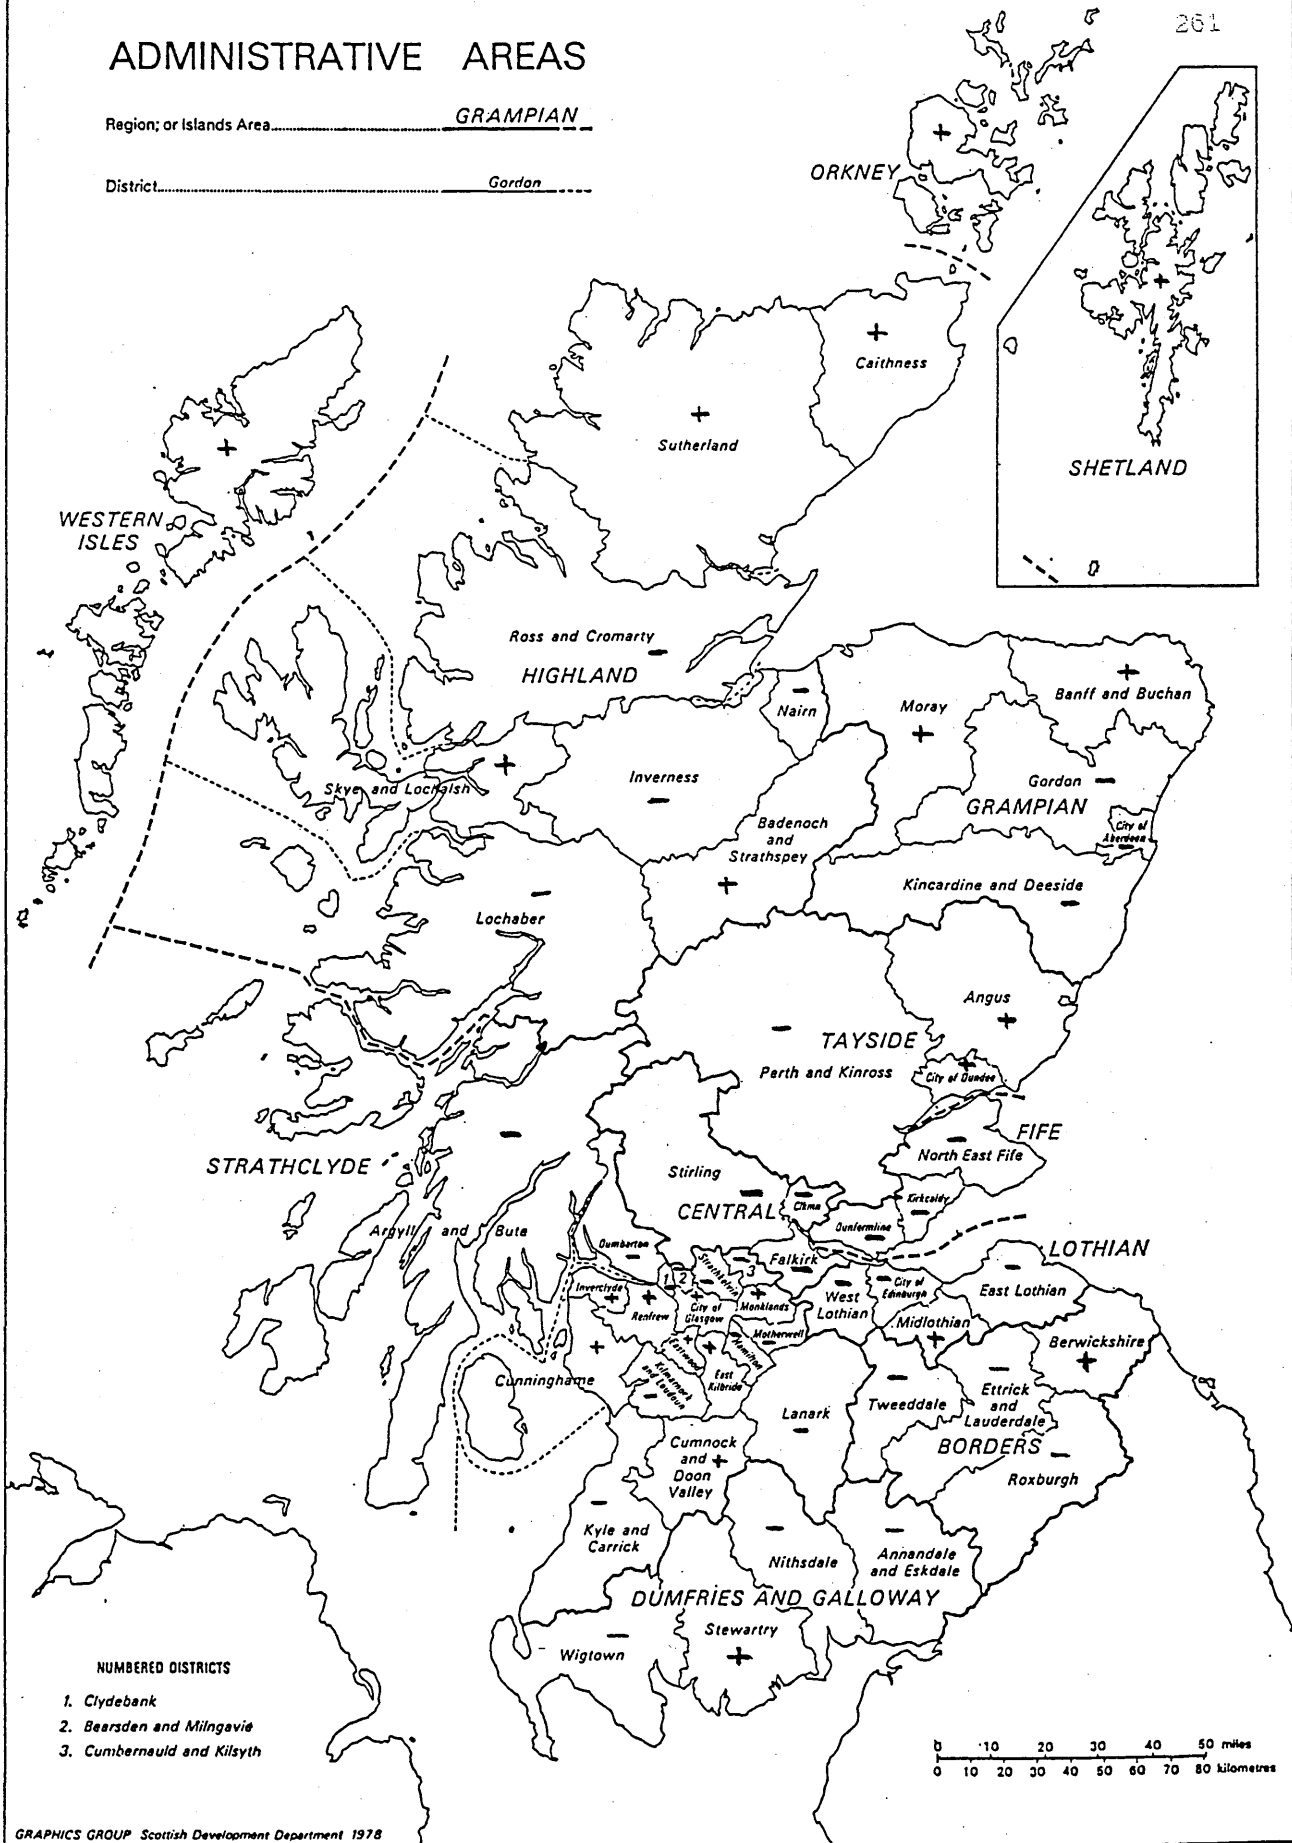 261
ADMINISTRATIVE AREAS
Region; or Islands Area GRAMPIAN
District Gordon
ORKNEY
SHETLAND
Caithness
Sutherland
WESTERN
ISLES
Ross and Cromarty
HIGHLAND
Nairn
Moray
Banff and Buchan
Skye and Lochalsh
Inverness
Gordon
GRAMPIAN
City of
Aberdeen
Badenoch
and
Strathspey
Kincardine and Deeside
Lochaber
Angus
TAYSIDE
Perth and Kinross
City of Dundee
FIFE
North East Fife
STRATHCLYDE
Stirling
CENTRAL
Clkmn
Kirkcaldy
Dunfermline
Argyll and Bute
Dumbarton
1
2
Strathkelvin
3
Falkirk
LOTHIAN
Inverclyde
Renfrew
City of
Glasgow
Monklands
West
Lothian
City of
Edinburgh
East Lothian
Midlothian
Motherwell
Hamilton
Eastwood
East
Kilbride
Berwickshire
Cunninghame
Kilmarnock
and Loudoun
Lanark
Tweeddale
Ettrick
and
Lauderdale
BORDERS
Roxburgh
Cumnock
and
Doon
Valley
Kyle and
Carrick
Nithsdale
Annandale
and Eskdale
DUMFRIES AND GALLOWAY
Stewartry
Wigtown
NUMBERED DISTRICTS
1. Clydebank
2. Bearsden and Milngavie
3. Cumbernauld and Kilsyth
0 10 20 30 40 50 miles
0 10 20 30 40 50 60 70 80 kilometres
GRAPHICS GROUP Scottish Development Department 1978